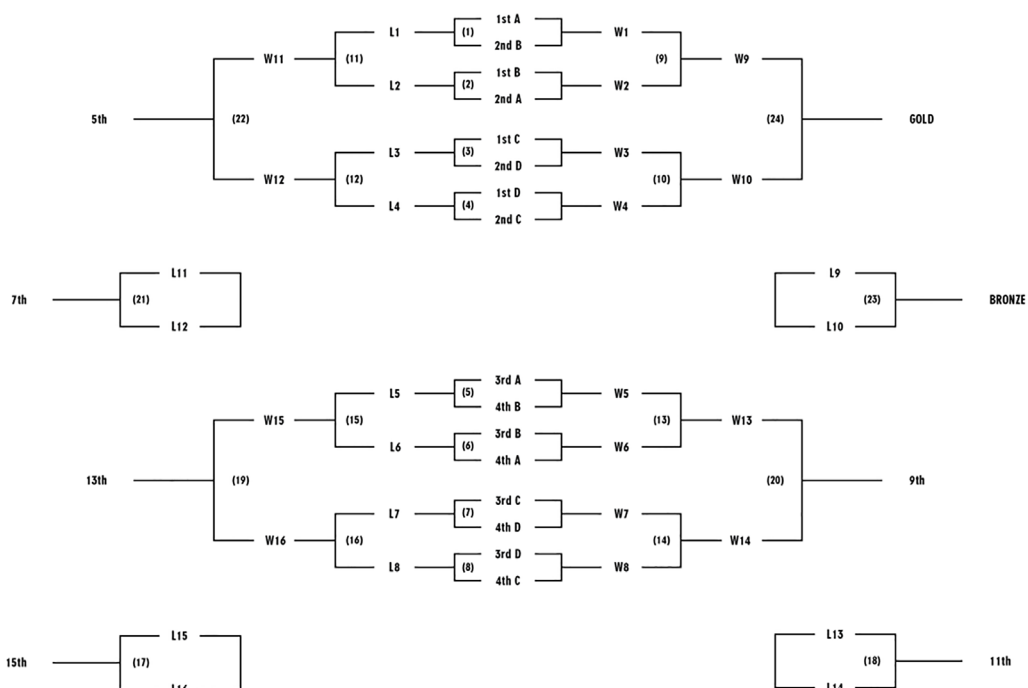 1st A
L1 (1) W1
2nd B
W11 (11) (9) W9
1st B
L2 (2) W2
2nd A
5th (22) (24) GOLD
1st C
L3 (3) W3
2nd D
W12 (12) (10) W10
1st D
L4 (4) W4
2nd C
L11 L9
7th (21) (23) BRONZE
L12 L10
3rd A
L5 (5) W5
4th B
W15 (15) (13) W13
3rd B
L6 (6) W6
4th A
13th (19) (20) 9th
3rd C
L7 (7) W7
4th D
W16 (16) (14) W14
3rd D
L8 (8) W8
4th C
L15 L13
15th (17) (18) 11th
L16 L14